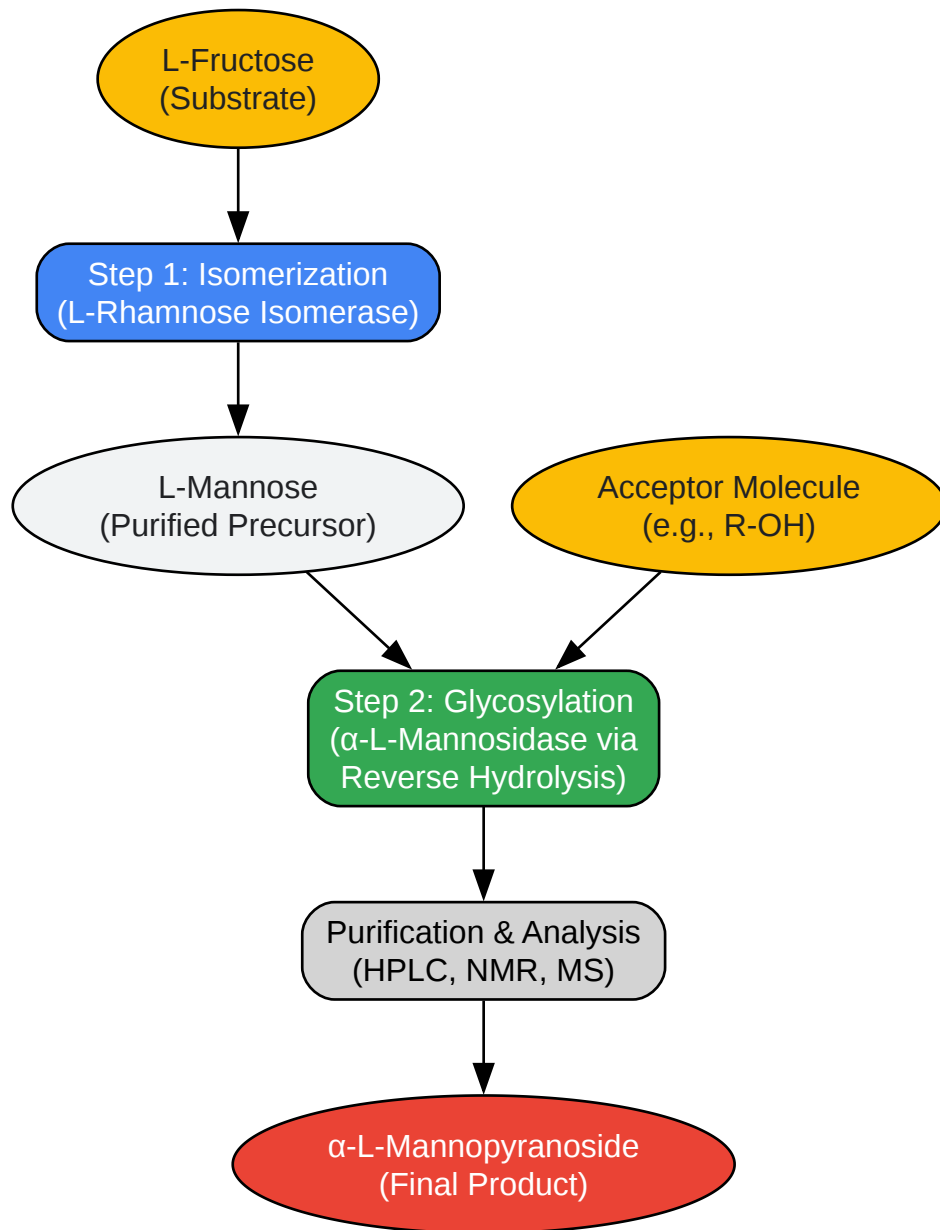 L-Fructose
(Substrate)
Step 1: Isomerization
(L-Rhamnose Isomerase)
L-Mannose
(Purified Precursor)
Acceptor Molecule
(e.g., R-OH)
Step 2: Glycosylation
(α-L-Mannosidase via
Reverse Hydrolysis)
Purification & Analysis
(HPLC, NMR, MS)
α-L-Mannopyranoside
(Final Product)